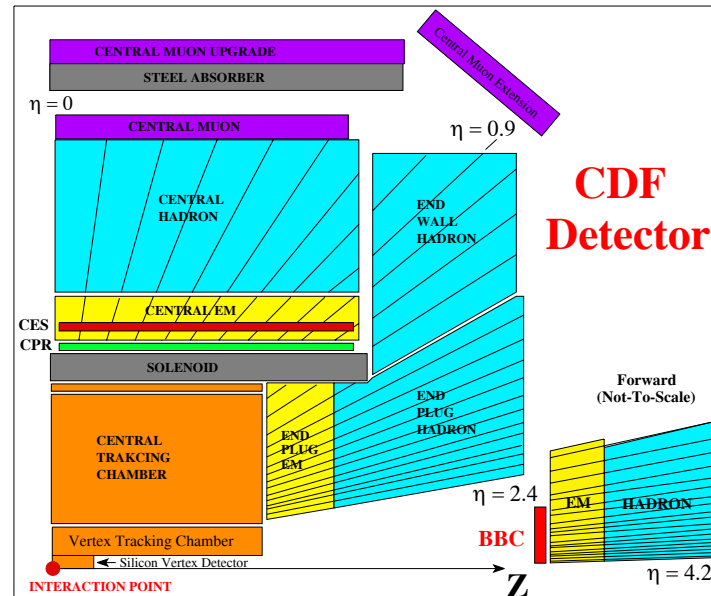 CENTRAL MUON UPGRADE
STEEL ABSORBER
Central Muon Extension
η = 0
CENTRAL MUON
η = 0.9
CENTRAL
HADRON
END
WALL
HADRON
CDF
Detector
CENTRAL EM
CES
CPR
SOLENOID
Forward
(Not-To-Scale)
CENTRAL
TRAKCING
CHAMBER
END
PLUG
EM
END
PLUG
HADRON
η = 2.4
EM
HADRON
BBC
Vertex Tracking Chamber
Silicon Vertex Detector
INTERACTION POINT
Z
η = 4.2